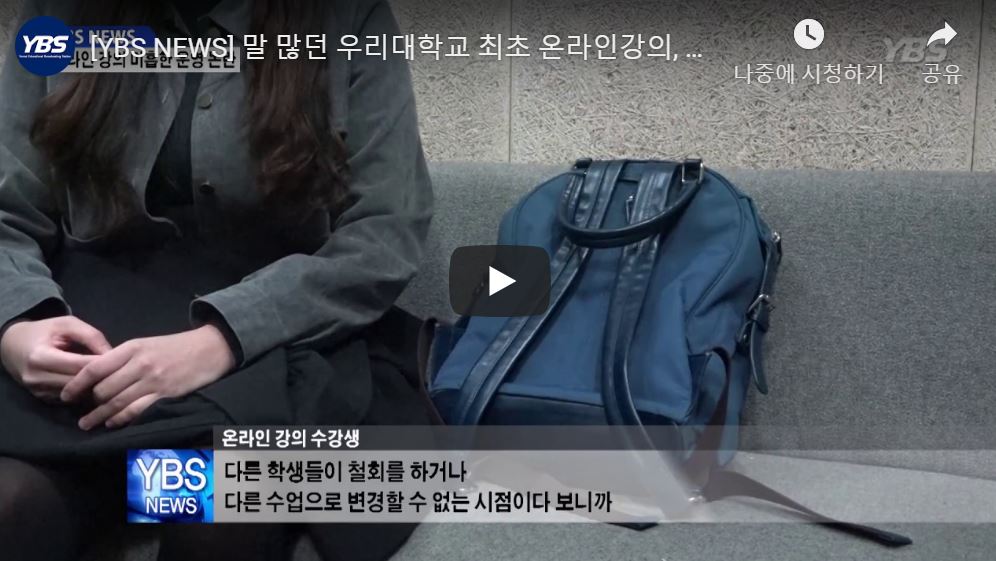 YBS
YBS NEWS
[YBS NEWS] 말 많던 우리대학교 최초 온라인강의, ...
나중에 시청하기
YBS
공유
온라인 강의 수강생
YBS
NEWS
다른 학생들이 철회를 하거나
다른 수업으로 변경할 수 없는 시점이다 보니까